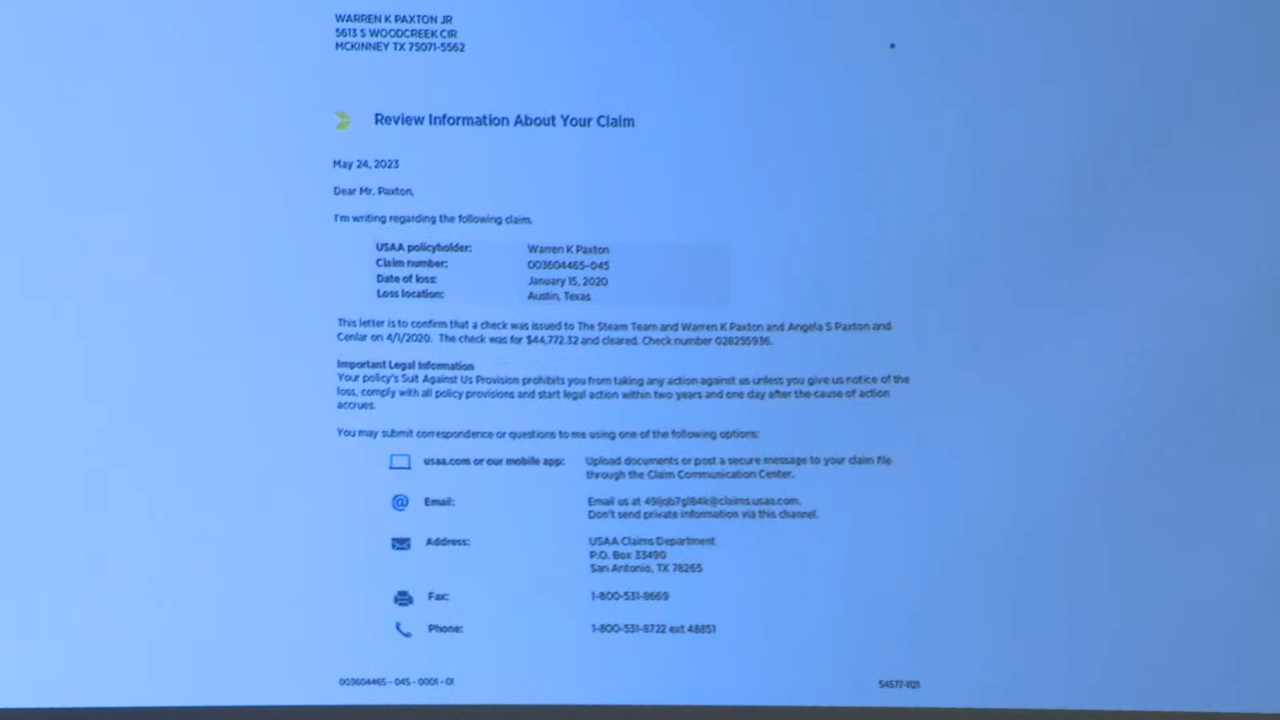 WARREN K PAXTON JR
5613 S WOODCREEK CIR
MCKINNEY TX 75071-5562
Review Information About Your Claim
May 24, 2023
Dear Mr. Paxton,
I'm writing regarding the following claim.
USAA policyholder: Warren K Paxton
Claim number: 003604465-045
Date of loss: January 15, 2020
Loss location: Austin, Texas
This letter is to confirm that a check was issued to The Steam Team and Warren K Paxton and Angela S Paxton and
Cenlar on 4/1/2020. The check was for $44,772.32 and cleared. Check number 028255936.
Important Legal Information
Your policy's Suit Against Us Provision prohibits you from taking any action against us unless you give us notice of the
loss, comply with all policy provisions and start legal action within two years and one day after the cause of action
accrues.
You may submit correspondence or questions to me using one of the following options:
usaa.com or our mobile app: Upload documents or post a secure message to your claim file
through the Claim Communication Center.
Email: Email us at
Don't send private information via this channel.
Address: USAA Claims Department
P.O. Box 33490
San Antonio, TX 78265
Fax: 1-800-531-8669
Phone: 1-800-531-8722 ext 48851
003604465 - 045 - 0001 - 01